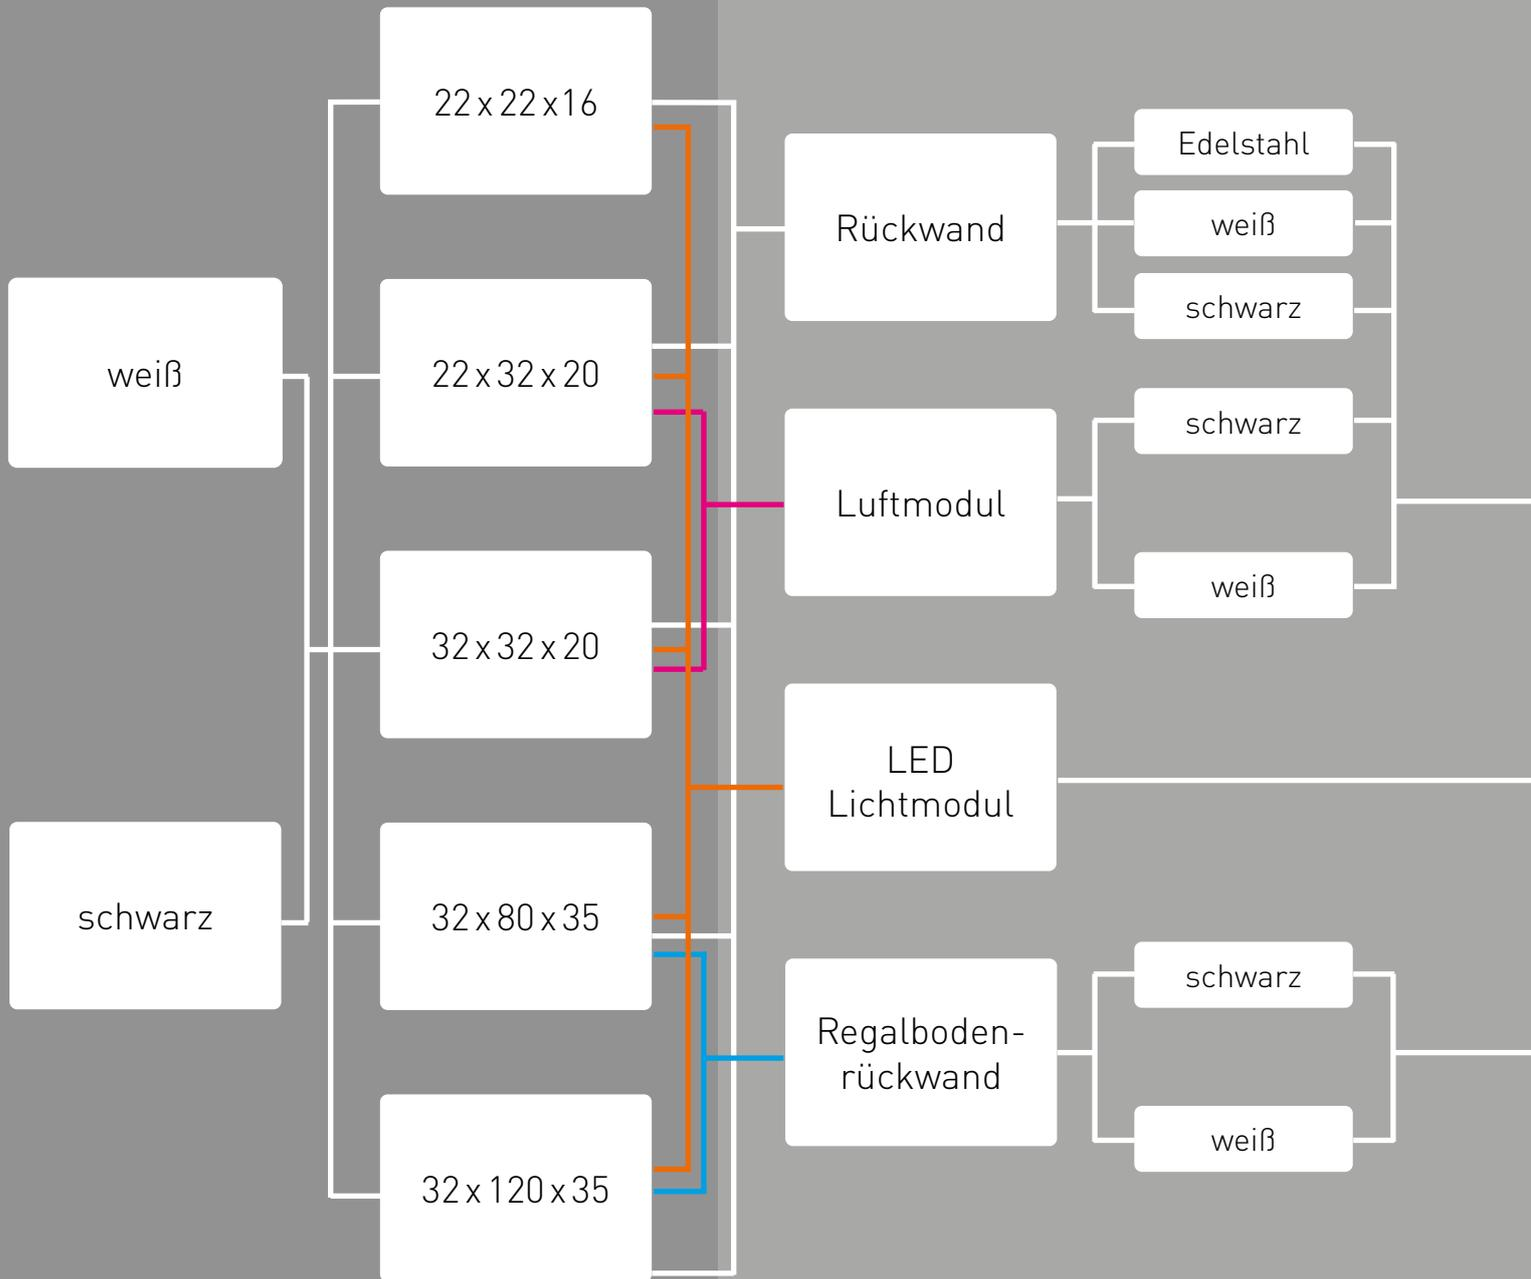 weiß
schwarz
22 x 22 x 16
22 x 32 x 20
32 x 32 x 20
32 x 80 x 35
32 x 120 x 35
Rückwand
Luftmodul
LED
Lichtmodul
Regalboden-
rückwand
Edelstahl
weiß
schwarz
schwarz
weiß
schwarz
weiß